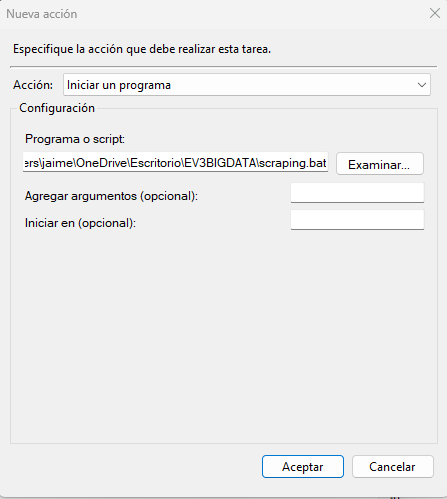 Nueva acción
Especifique la acción que debe realizar esta tarea.
Acción: Iniciar un programa
Configuración
Programa o script:
ers\jaime\OneDrive\Escritorio\EV3BIGDATA\scraping.bat Examinar...
Agregar argumentos (opcional):
Iniciar en (opcional):
Aceptar Cancelar